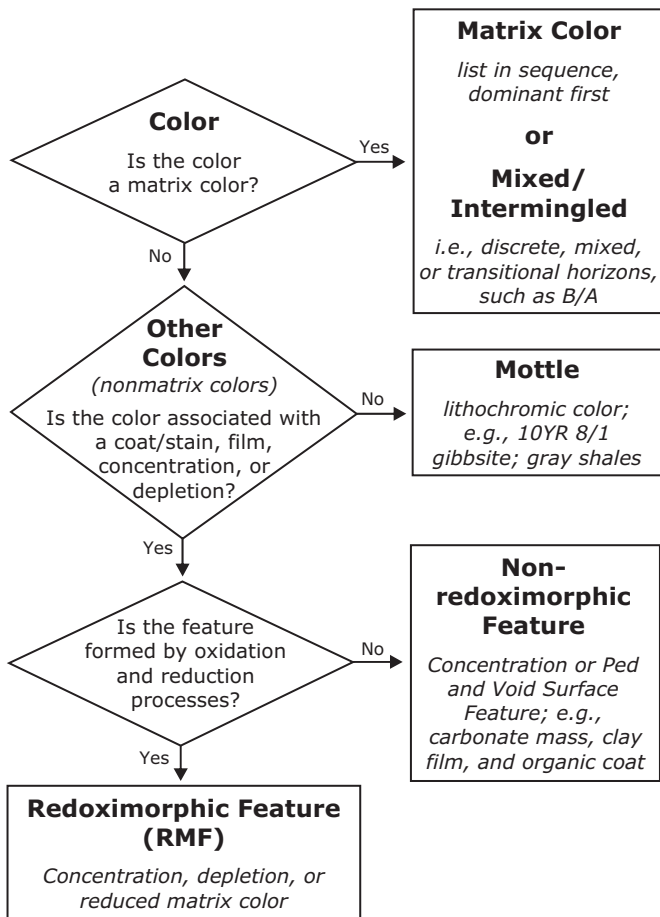 Color
Is the color
a matrix color?
Yes
Matrix Color
list in sequence,
dominant first
or
Mixed/
Intermingled
i.e., discrete, mixed,
or transitional horizons,
such as B/A
No
Other
Colors
(nonmatrix colors)
Is the color associated with
a coat/stain, film,
concentration, or
depletion?
No
Mottle
lithochromic color;
e.g., 10YR 8/1
gibbsite; gray shales
Yes
Is the feature
formed by oxidation
and reduction
processes?
No
Non-
redoximorphic
Feature
Concentration or Ped
and Void Surface
Feature; e.g.,
carbonate mass, clay
film, and organic coat
Yes
Redoximorphic Feature
(RMF)
Concentration, depletion, or
reduced matrix color